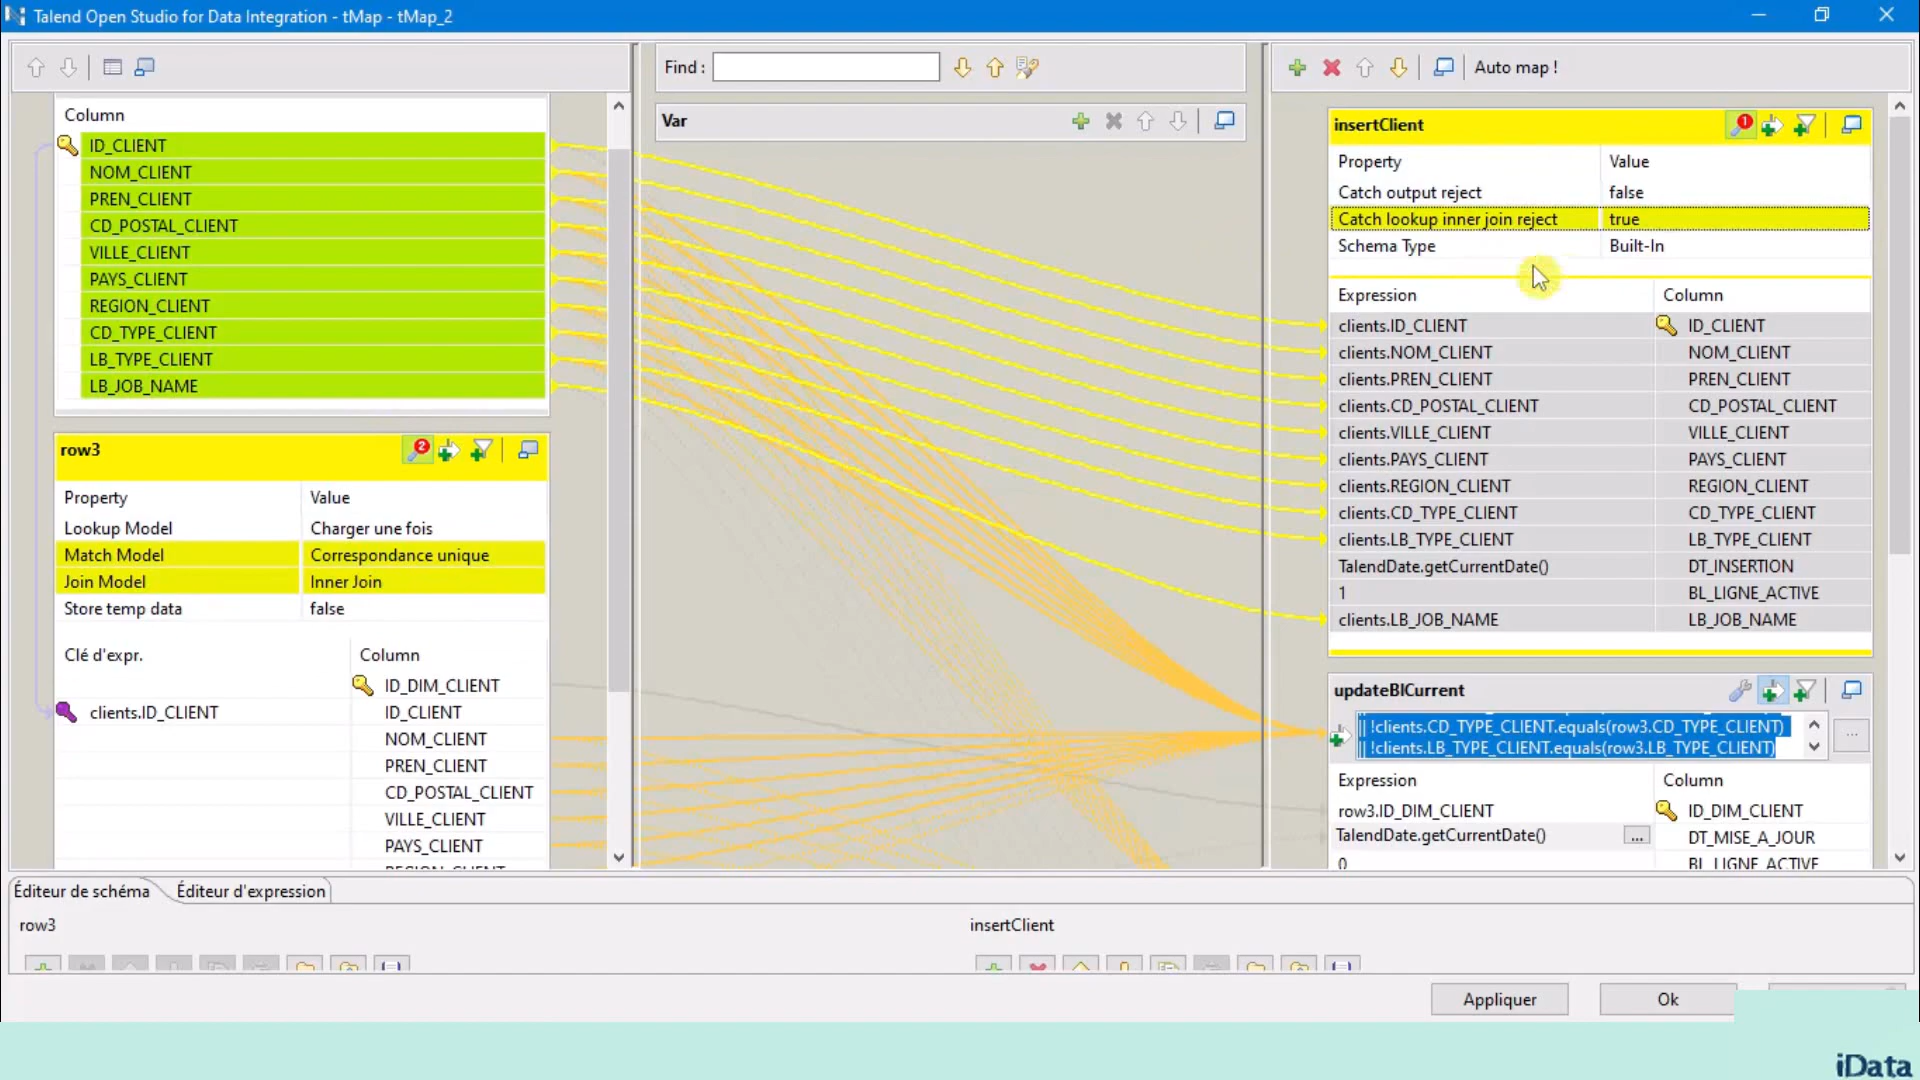 Talend Open Studio for Data Integration - tMap - tMap_2
Find :
Auto map !
Column
ID_CLIENT
NOM_CLIENT
PREN_CLIENT
CD_POSTAL_CLIENT
VILLE_CLIENT
PAYS_CLIENT
REGION_CLIENT
CD_TYPE_CLIENT
LB_TYPE_CLIENT
LB_JOB_NAME
row3
2
Property Value
Lookup Model Charger une fois
Match Model Correspondance unique
Join Model Inner Join
Store temp data false
Clé d'expr. Column
ID_DIM_CLIENT
clients.ID_CLIENT ID_CLIENT
NOM_CLIENT
PREN_CLIENT
CD_POSTAL_CLIENT
VILLE_CLIENT
PAYS_CLIENT
REGION_CLIENT
Var
insertClient
1
Property Value
Catch output reject false
Catch lookup inner join reject true
Schema Type Built-In
Expression Column
clients.ID_CLIENT ID_CLIENT
clients.NOM_CLIENT NOM_CLIENT
clients.PREN_CLIENT PREN_CLIENT
clients.CD_POSTAL_CLIENT CD_POSTAL_CLIENT
clients.VILLE_CLIENT VILLE_CLIENT
clients.PAYS_CLIENT PAYS_CLIENT
clients.REGION_CLIENT REGION_CLIENT
clients.CD_TYPE_CLIENT CD_TYPE_CLIENT
clients.LB_TYPE_CLIENT LB_TYPE_CLIENT
TalendDate.getCurrentDate() DT_INSERTION
1 BL_LIGNE_ACTIVE
clients.LB_JOB_NAME LB_JOB_NAME
updateBlCurrent
|| !clients.CD_TYPE_CLIENT.equals(row3.CD_TYPE_CLIENT)
|| !clients.LB_TYPE_CLIENT.equals(row3.LB_TYPE_CLIENT)
...
Expression Column
row3.ID_DIM_CLIENT ID_DIM_CLIENT
TalendDate.getCurrentDate() ... DT_MISE_A_JOUR
0 BL_LIGNE_ACTIVE
Éditeur de schéma Éditeur d'expression
row3 insertClient
Appliquer Ok
iData